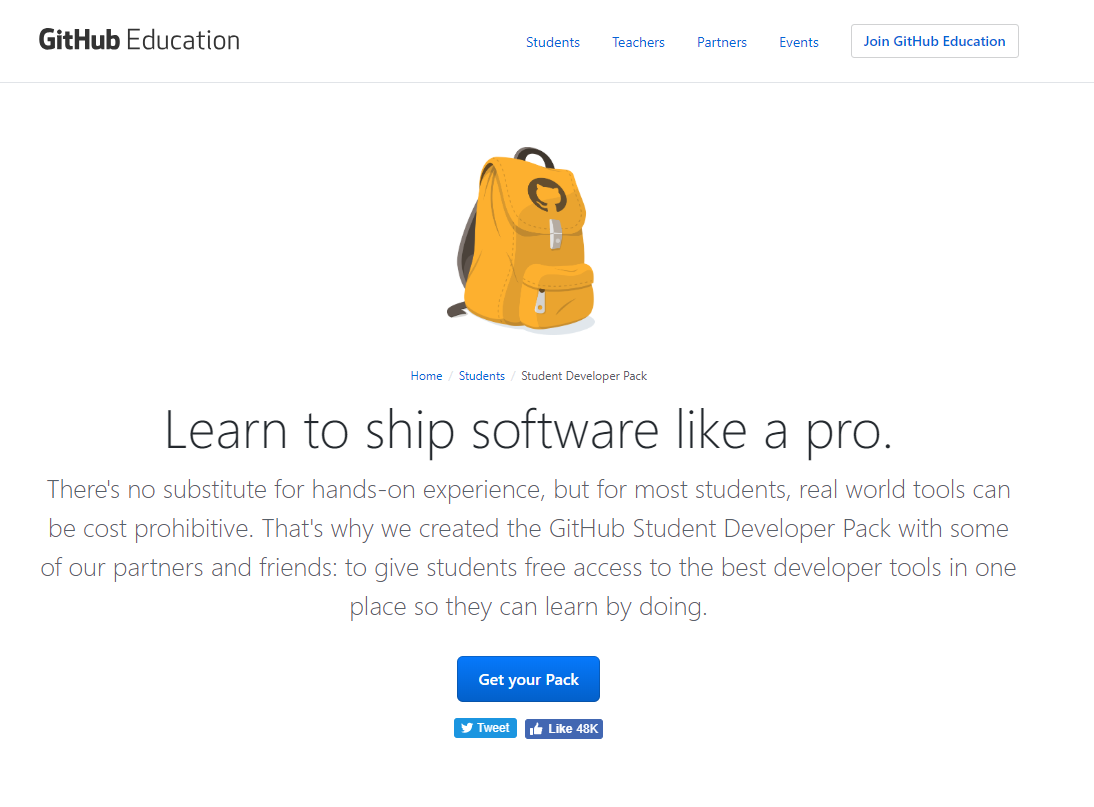 GitHub Education
Students Teachers Partners Events Join GitHub Education
Home / Students / Student Developer Pack
Learn to ship software like a pro.
There's no substitute for hands-on experience, but for most students, real world tools can
be cost prohibitive. That's why we created the GitHub Student Developer Pack with some
of our partners and friends: to give students free access to the best developer tools in one
place so they can learn by doing.
Get your Pack
Tweet Like 48K